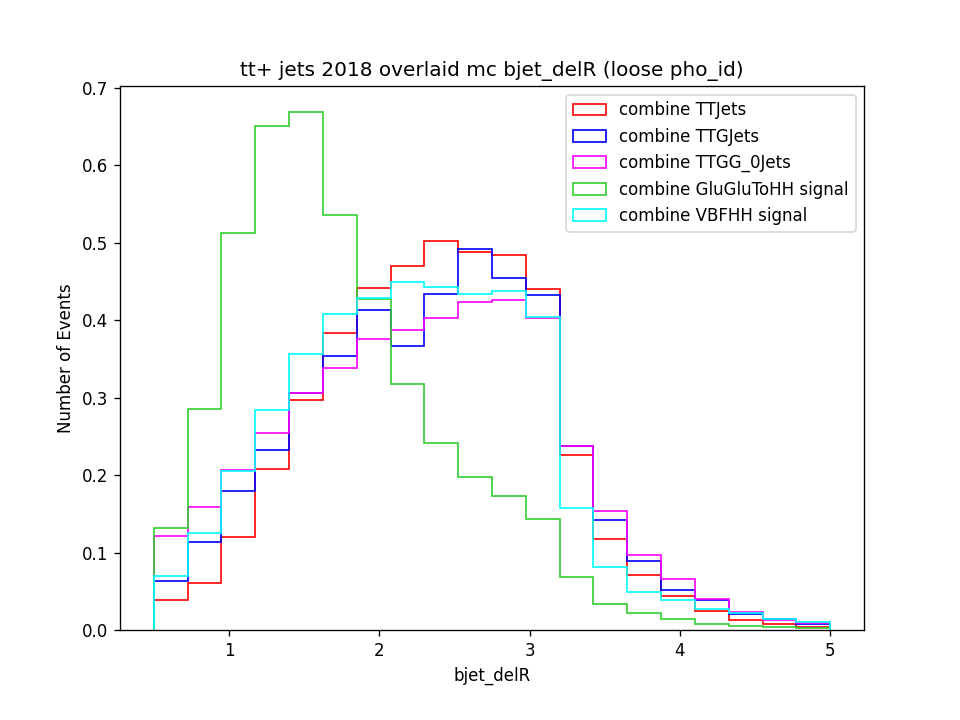 tt+ jets 2018 overlaid mc bjet_delR (loose pho_id)
combine TTJets
combine TTGJets
combine TTGG_0Jets
combine GluGluToHH signal
combine VBFHH signal
Number of Events
0.7
0.6
0.5
0.4
0.3
0.2
0.1
0.0
1 2 3 4 5
bjet_delR